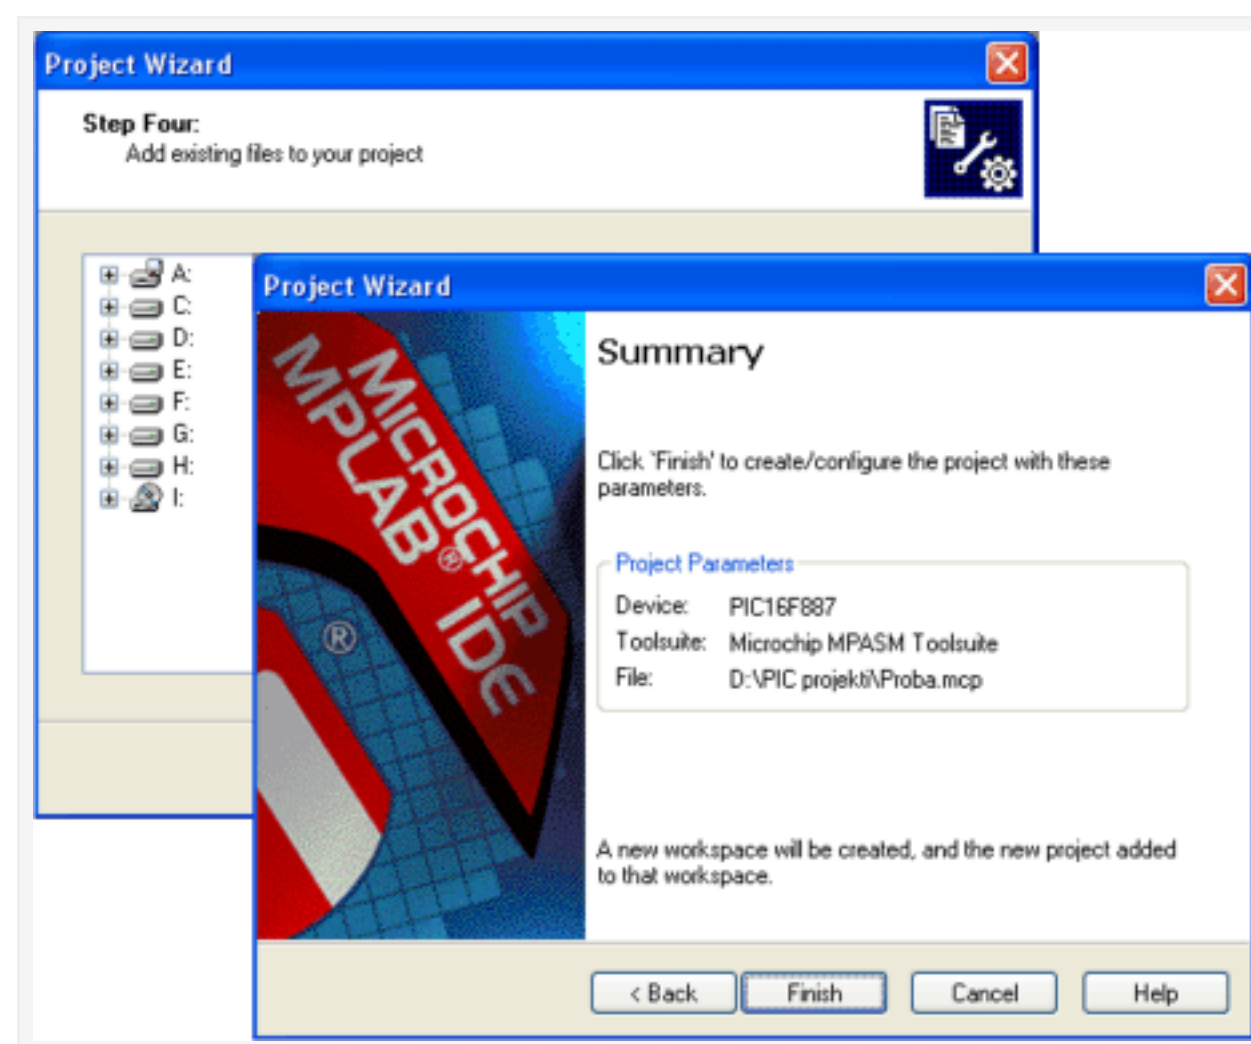 Project Wizard
Step Four:
Add existing files to your project
A:
C:
D:
E:
F:
G:
H:
I:
Project Wizard
MICROCHIP
MPLAB® IDE
®
Summary
Click `Finish' to create/configure the project with these
parameters.
Project Parameters
Device: PIC16F887
Toolsuite: Microchip MPASM Toolsuite
File: D:\PIC projekti\Proba.mcp
A new workspace will be created, and the new project added
to that workspace.
< Back Finish Cancel Help